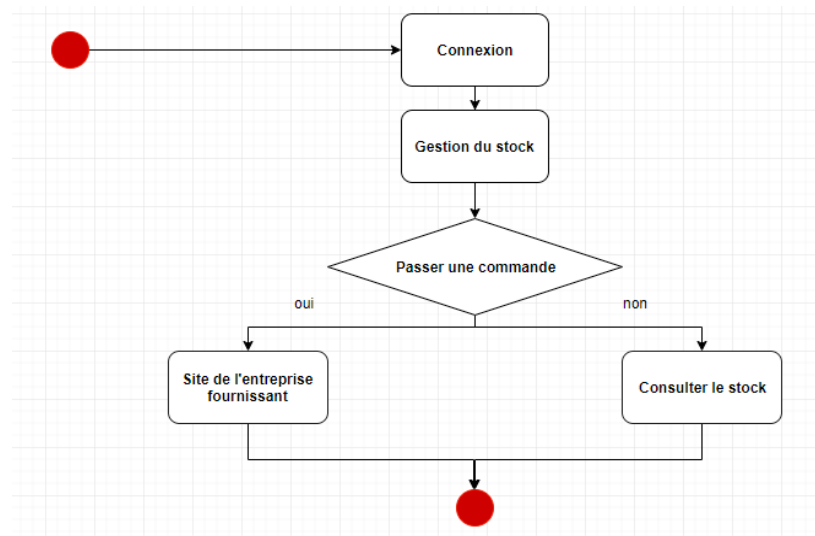 Connexion
Gestion du stock
Passer une commande
oui
non
Site de l'entreprise
fournissant
Consulter le stock